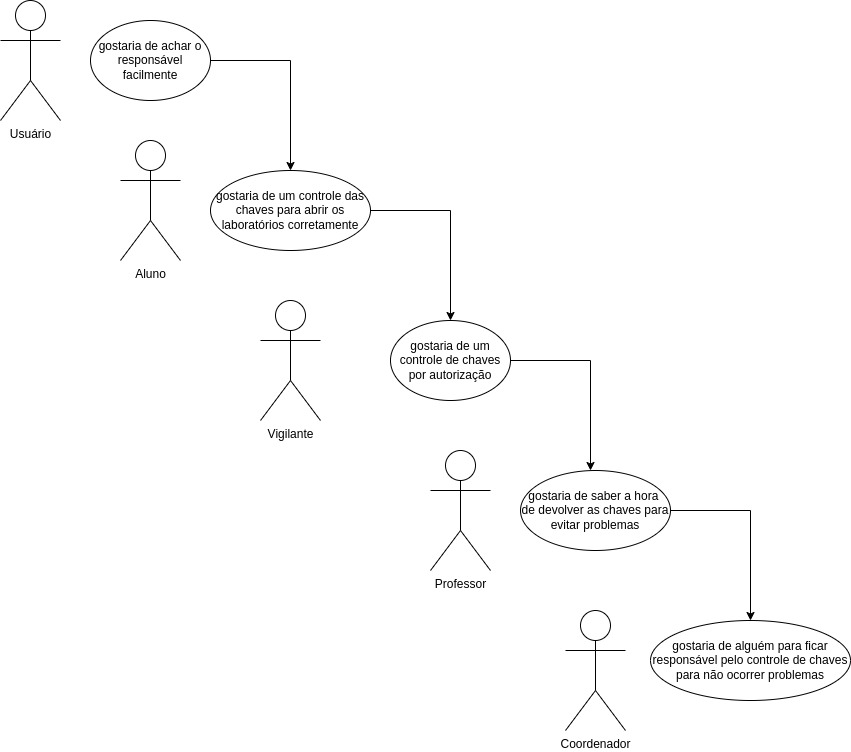 gostaria de achar o
responsável
facilmente
Usuário
gostaria de um controle das
chaves para abrir os
laboratórios corretamente
Aluno
gostaria de um
controle de chaves
por autorização
Vigilante
gostaria de saber a hora
de devolver as chaves para
evitar problemas
Professor
gostaria de alguém para ficar
responsável pelo controle de chaves
para não ocorrer problemas
Coordenador